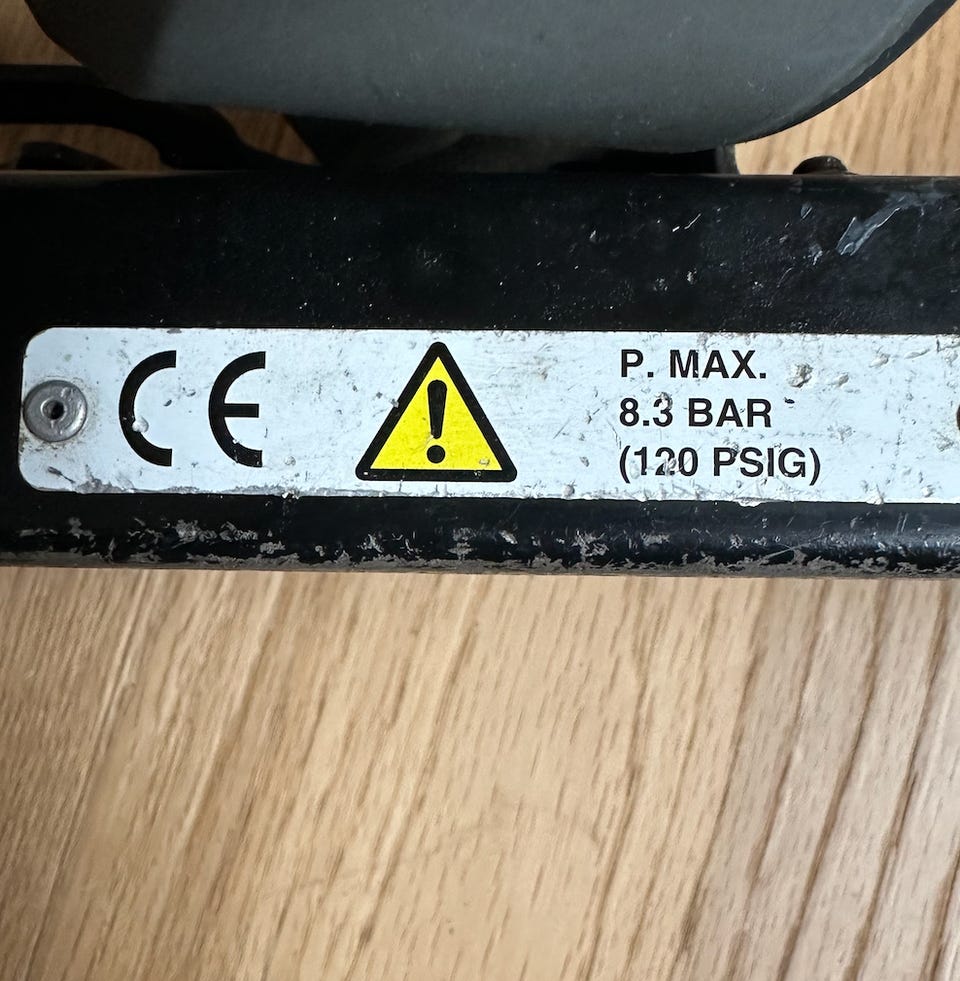 CE
P. MAX.
8.3 BAR
(120 PSIG)